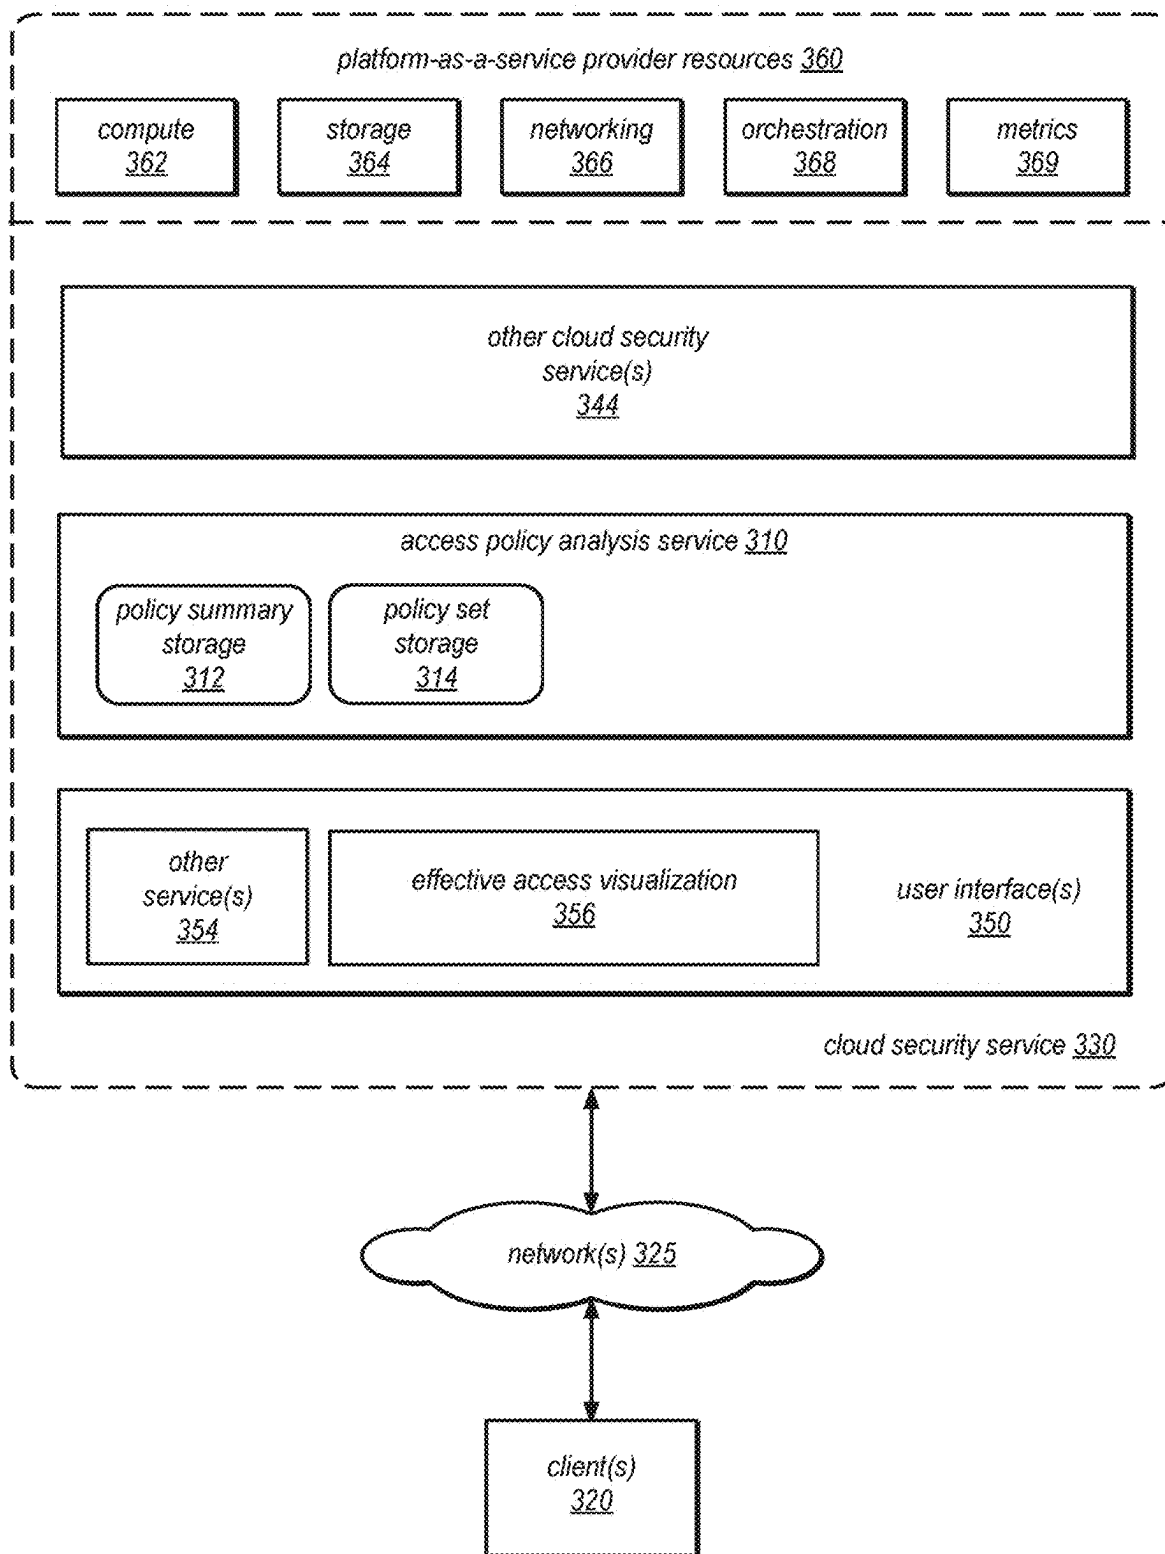 platform-as-a-service provider resources 360
compute
362
storage
364
networking
366
orchestration
368
metrics
369
other cloud security
service(s)
344
access policy analysis service 310
policy summary
storage
312
policy set
storage
314
other
service(s)
354
effective access visualization
356
user interface(s)
350
cloud security service 330
network(s) 325
client(s)
320